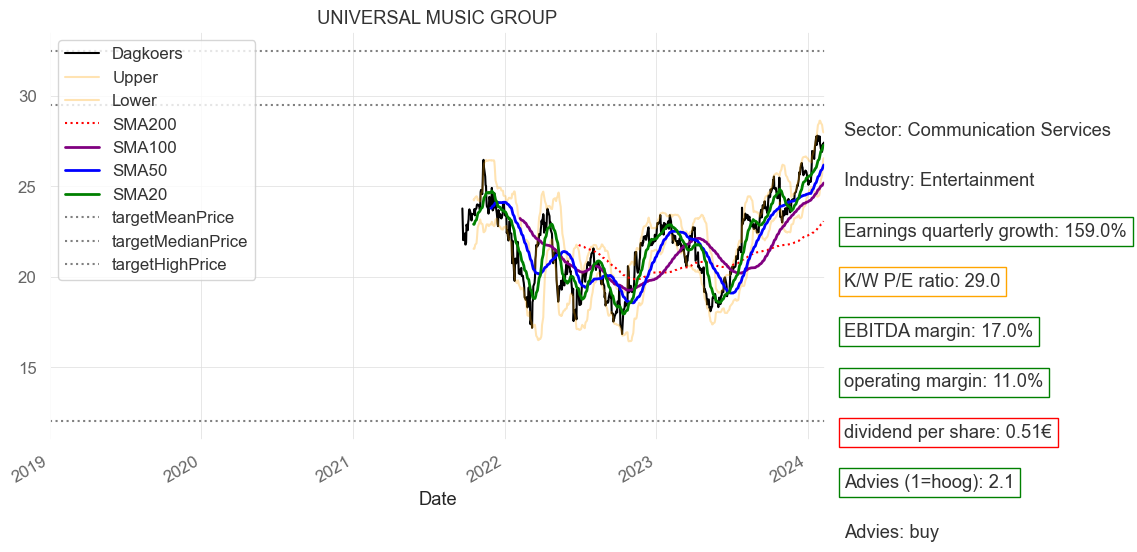 UNIVERSAL MUSIC GROUP
Dagkoers
Upper
Lower
SMA200
SMA100
SMA50
SMA20
targetMeanPrice
targetMedianPrice
targetHighPrice
30
25
20
15
2019
2020
2021
2022
2023
2024
Date
Sector: Communication Services
Industry: Entertainment
Earnings quarterly growth: 159.0%
K/W P/E ratio: 29.0
EBITDA margin: 17.0%
operating margin: 11.0%
dividend per share: 0.51€
Advies (1=hoog): 2.1
Advies: buy